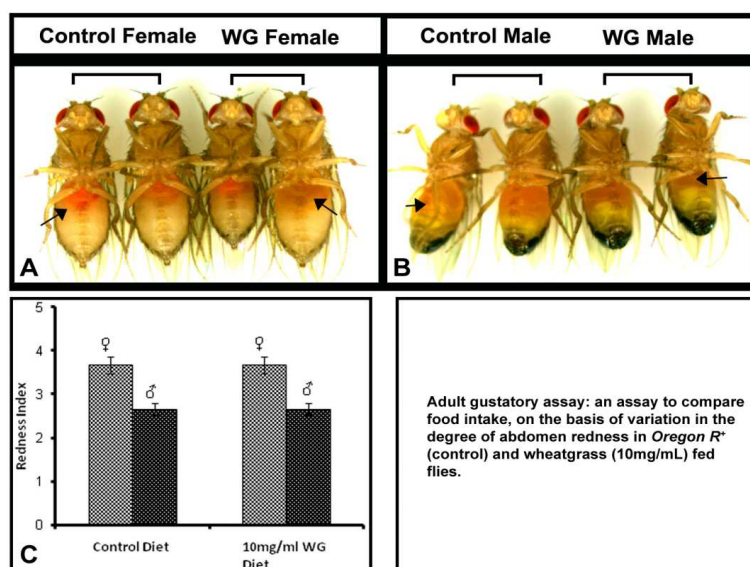 Control Female WG Female
Control Male WG Male
A
B
5
4
3
2
1
0
Redness Index
♀
♂
♀
♂
Control Diet
10mg/ml WG
Diet
C
Adult gustatory assay: an assay to compare
food intake, on the basis of variation in the
degree of abdomen redness in Oregon R⁺
(control) and wheatgrass (10mg/mL) fed
flies.